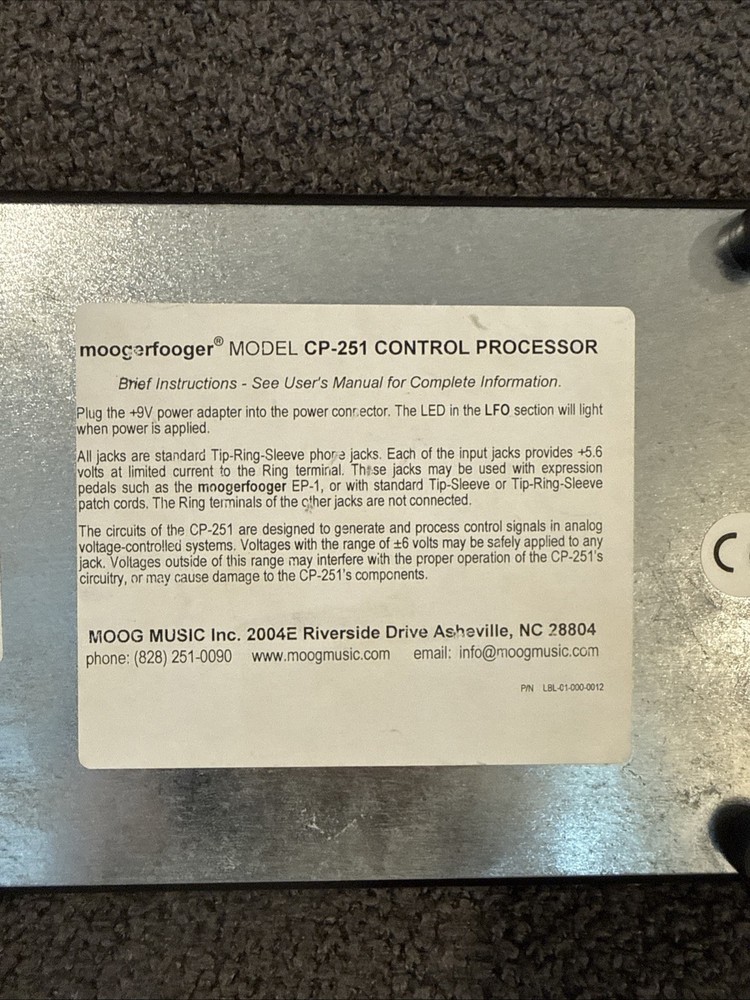 moogerfooger® MODEL CP-251 CONTROL PROCESSOR
Brief Instructions - See User's Manual for Complete Information.
Plug the +9V power adapter into the power connector. The LED in the LFO section will light
when power is applied.
All jacks are standard Tip-Ring-Sleeve phone jacks. Each of the input jacks provides +5.6
volts at limited current to the Ring terminal. These jacks may be used with expression
pedals such as the moogerfooger EP-1, or with standard Tip-Sleeve or Tip-Ring-Sleeve
patch cords. The Ring terminals of the other jacks are not connected.
The circuits of the CP-251 are designed to generate and process control signals in analog
voltage-controlled systems. Voltages with the range of ±6 volts may be safely applied to any
jack. Voltages outside of this range may interfere with the proper operation of the CP-251's
circuitry, or may cause damage to the CP-251's components.
MOOG MUSIC Inc. 2004E Riverside Drive Asheville, NC 28804
phone: (828) 251-0090 www.moogmusic.com email: info@moogmusic.com
P/N LBL-01-000-0012
C